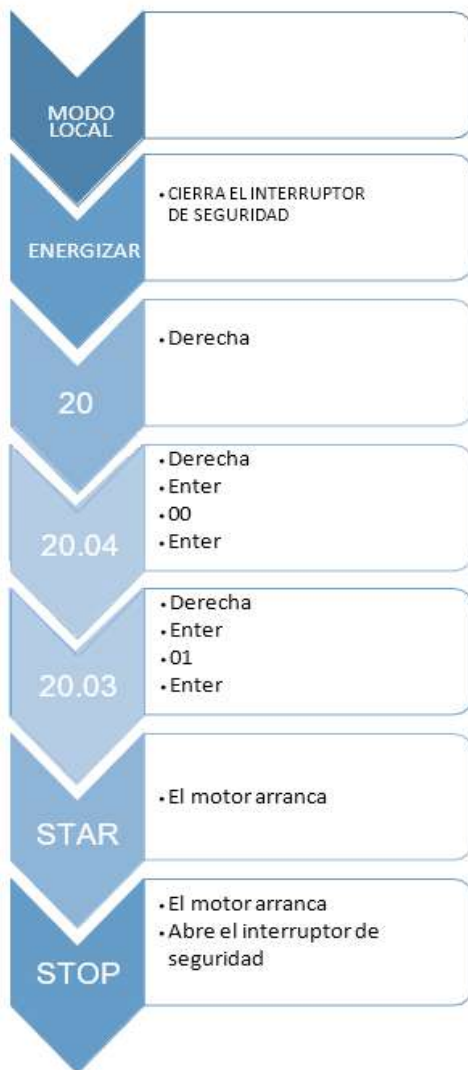 MODO
LOCAL
ENERGIZAR
• CIERRA EL INTERRUPTOR
DE SEGURIDAD
20
• Derecha
20.04
• Derecha
• Enter
• 00
• Enter
20.03
• Derecha
• Enter
• 01
• Enter
STAR
• El motor arranca
STOP
• El motor arranca
• Abre el interruptor de
seguridad